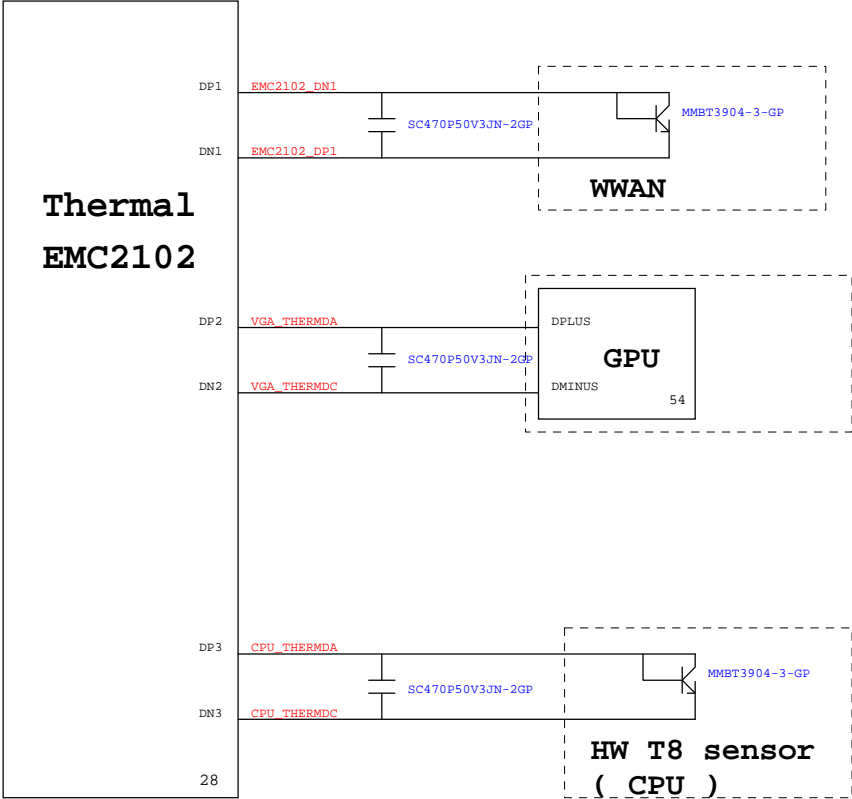 DP1 EMC2102_DN1
MMBT3904-3-GP
SC470P50V3JN-2GP
DN1 EMC2102_DP1
WWAN
Thermal
EMC2102
DP2 VGA_THERMDA DPLUS
SC470P50V3JN-2GP GPU
DN2 VGA_THERMDC DMINUS
54
DP3 CPU_THERMDA
MMBT3904-3-GP
SC470P50V3JN-2GP
DN3 CPU_THERMDC
HW T8 sensor
( CPU )
28